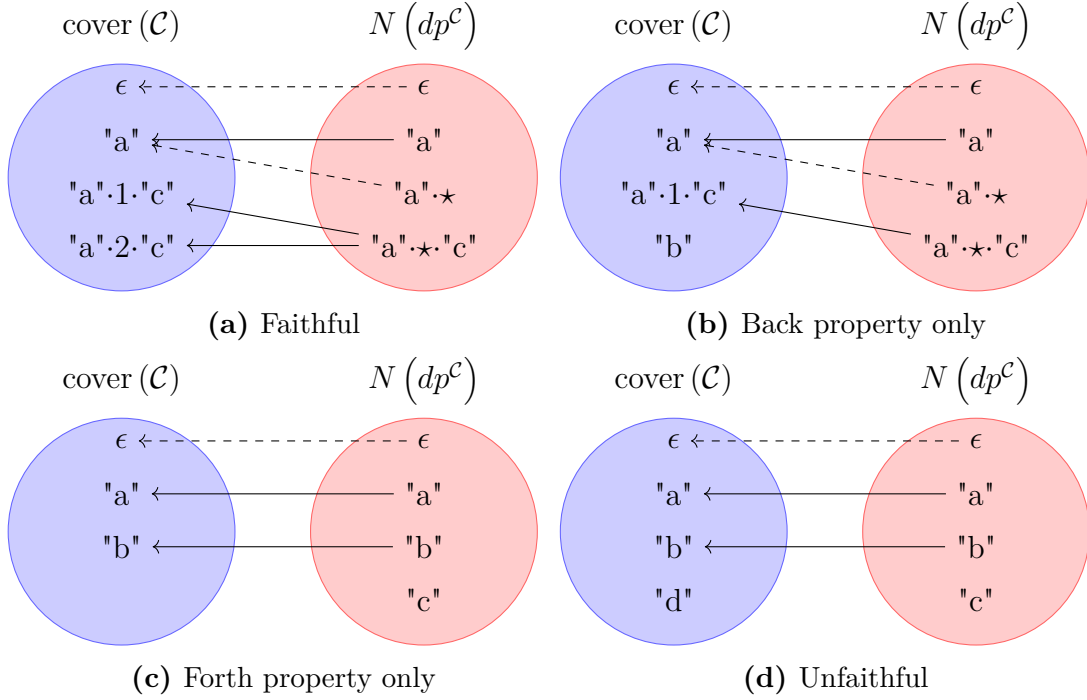 cover (𝒞) N (dp^𝒞) cover (𝒞) N (dp^𝒞)
ϵ ϵ ϵ ϵ
"a" "a" "a" "a"
"a"·1·"c" "a"·⋆ "a"·1·"c" "a"·⋆
"a"·2·"c" "a"·⋆·"c" "b" "a"·⋆·"c"
(a) Faithful (b) Back property only
cover (𝒞) N (dp^𝒞) cover (𝒞) N (dp^𝒞)
ϵ ϵ ϵ ϵ
"a" "a" "a" "a"
"b" "b" "b" "b"
"c" "d" "c"
(c) Forth property only (d) Unfaithful